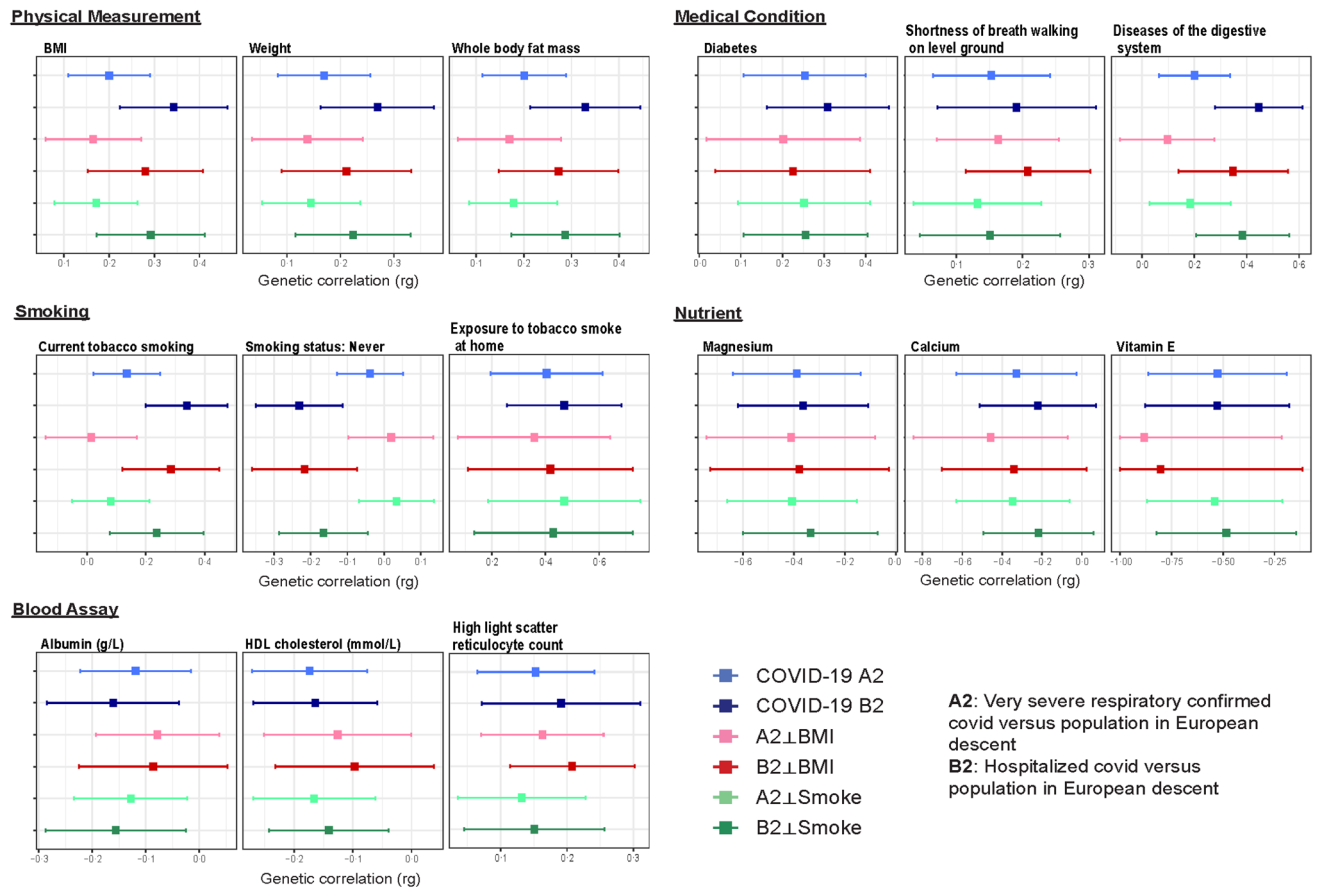 Physical Measurement
BMI
Weight
Whole body fat mass
0·1 0·2 0·3 0·4
0·1 0·2 0·3
0·1 0·2 0·3 0·4
Genetic correlation (rg)
Medical Condition
Diabetes
Shortness of breath walking
on level ground
Diseases of the digestive
system
0·0 0·1 0·2 0·3 0·4
0·1 0·2 0·3
0·0 0·2 0·4 0·6
Genetic correlation (rg)
Smoking
Current tobacco smoking
Smoking status: Never
Exposure to tobacco smoke
at home
0·0 0·2 0·4
−0·3 −0·2 −0·1 0·0 0·1
0·2 0·4 0·6
Genetic correlation (rg)
Nutrient
Magnesium
Calcium
Vitamin E
−0·6 −0·4 −0·2 0·0
−0·8 −0·6 −0·4 −0·2 0·0
−1·00 −0·75 −0·50 −0·25
Genetic correlation (rg)
Blood Assay
Albumin (g/L)
HDL cholesterol (mmol/L)
High light scatter
reticulocyte count
−0·3 −0·2 −0·1 0·0
−0·2 −0·1 0·0
0·1 0·2 0·3
Genetic correlation (rg)
COVID-19 A2
COVID-19 B2
A2⊥BMI
B2⊥BMI
A2⊥Smoke
B2⊥Smoke
A2: Very severe respiratory confirmed
covid versus population in European
descent
B2: Hospitalized covid versus
population in European descent